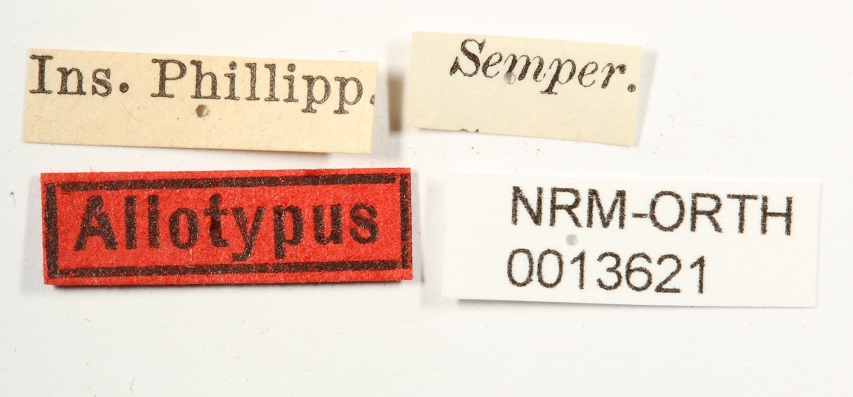 Ins. Phillipp.
Semper.
Allotypus
NRM-ORTH
0013621